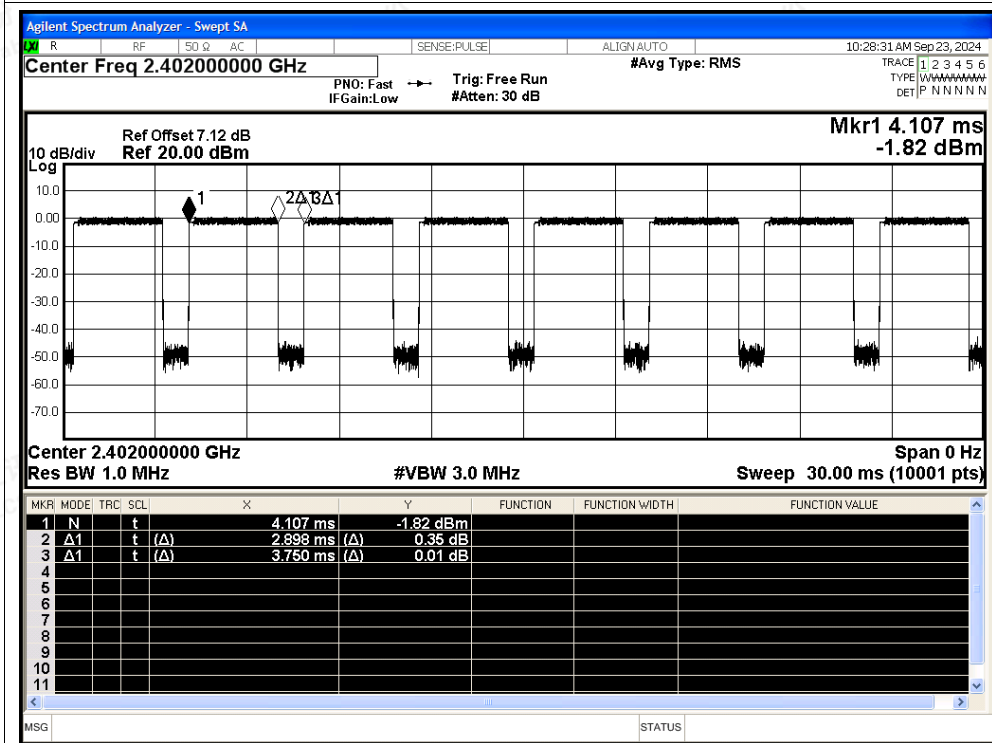 Agilent Spectrum Analyzer - Swept SA
LXI R RF 50 Ω AC SENSE:PULSE ALIGN AUTO 10:28:31 AM Sep 23, 2024
Center Freq 2.402000000 GHz #Avg Type: RMS TRACE 1 2 3 4 5 6
PNO: Fast Trig: Free Run TYPE WWWWWW
IFGain:Low #Atten: 30 dB DET P N N N N N
Mkr1 4.107 ms
Ref Offset 7.12 dB
10 dB/div Ref 20.00 dBm -1.82 dBm
Log
10.0
1 2Δ1 3Δ1
0.00
-10.0
-20.0
-30.0
-40.0
-50.0
-60.0
-70.0
Center 2.402000000 GHz Span 0 Hz
Res BW 1.0 MHz #VBW 3.0 MHz Sweep 30.00 ms (10001 pts)
MKR MODE TRC SCL X Y FUNCTION FUNCTION WIDTH FUNCTION VALUE
1 N t 4.107 ms -1.82 dBm
2 Δ1 t (Δ) 2.898 ms (Δ) 0.35 dB
3 Δ1 t (Δ) 3.750 ms (Δ) 0.01 dB
4
5
6
7
8
9
10
11
MSG STATUS